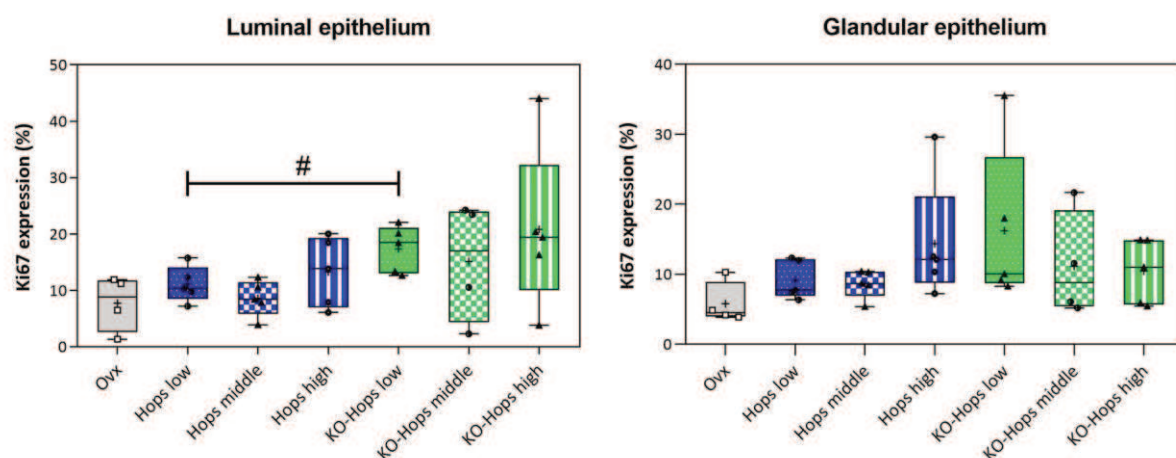 Luminal epithelium
Ki67 expression (%)
50
40
30
20
10
0
#
Ovx
Hops low
Hops middle
Hops high
KO-Hops low
KO-Hops middle
KO-Hops high
Glandular epithelium
Ki67 expression (%)
40
30
20
10
0
Ovx
Hops low
Hops middle
Hops high
KO-Hops low
KO-Hops middle
KO-Hops high